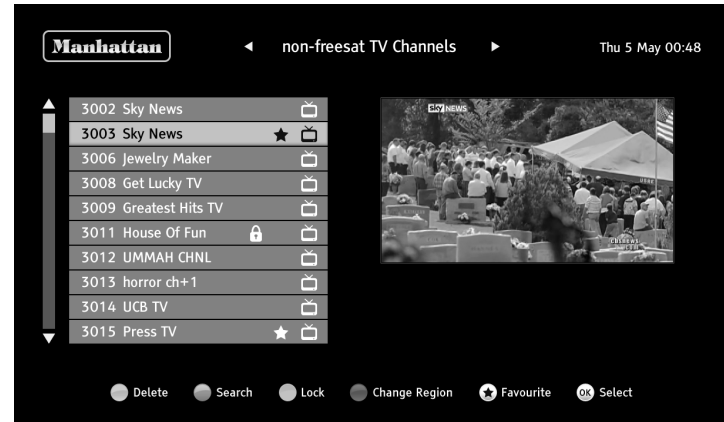 Manhattan
◄ non-freesat TV Channels ►
Thu 5 May 00:48
3002 Sky News
3003 Sky News
3006 Jewelry Maker
3008 Get Lucky TV
3009 Greatest Hits TV
3011 House Of Fun
3012 UMMAH CHNL
3013 horror ch+1
3014 UCB TV
3015 Press TV
sky NEWS
CBSNEWS
Delete
Search
Lock
Change Region
Favourite
OK Select